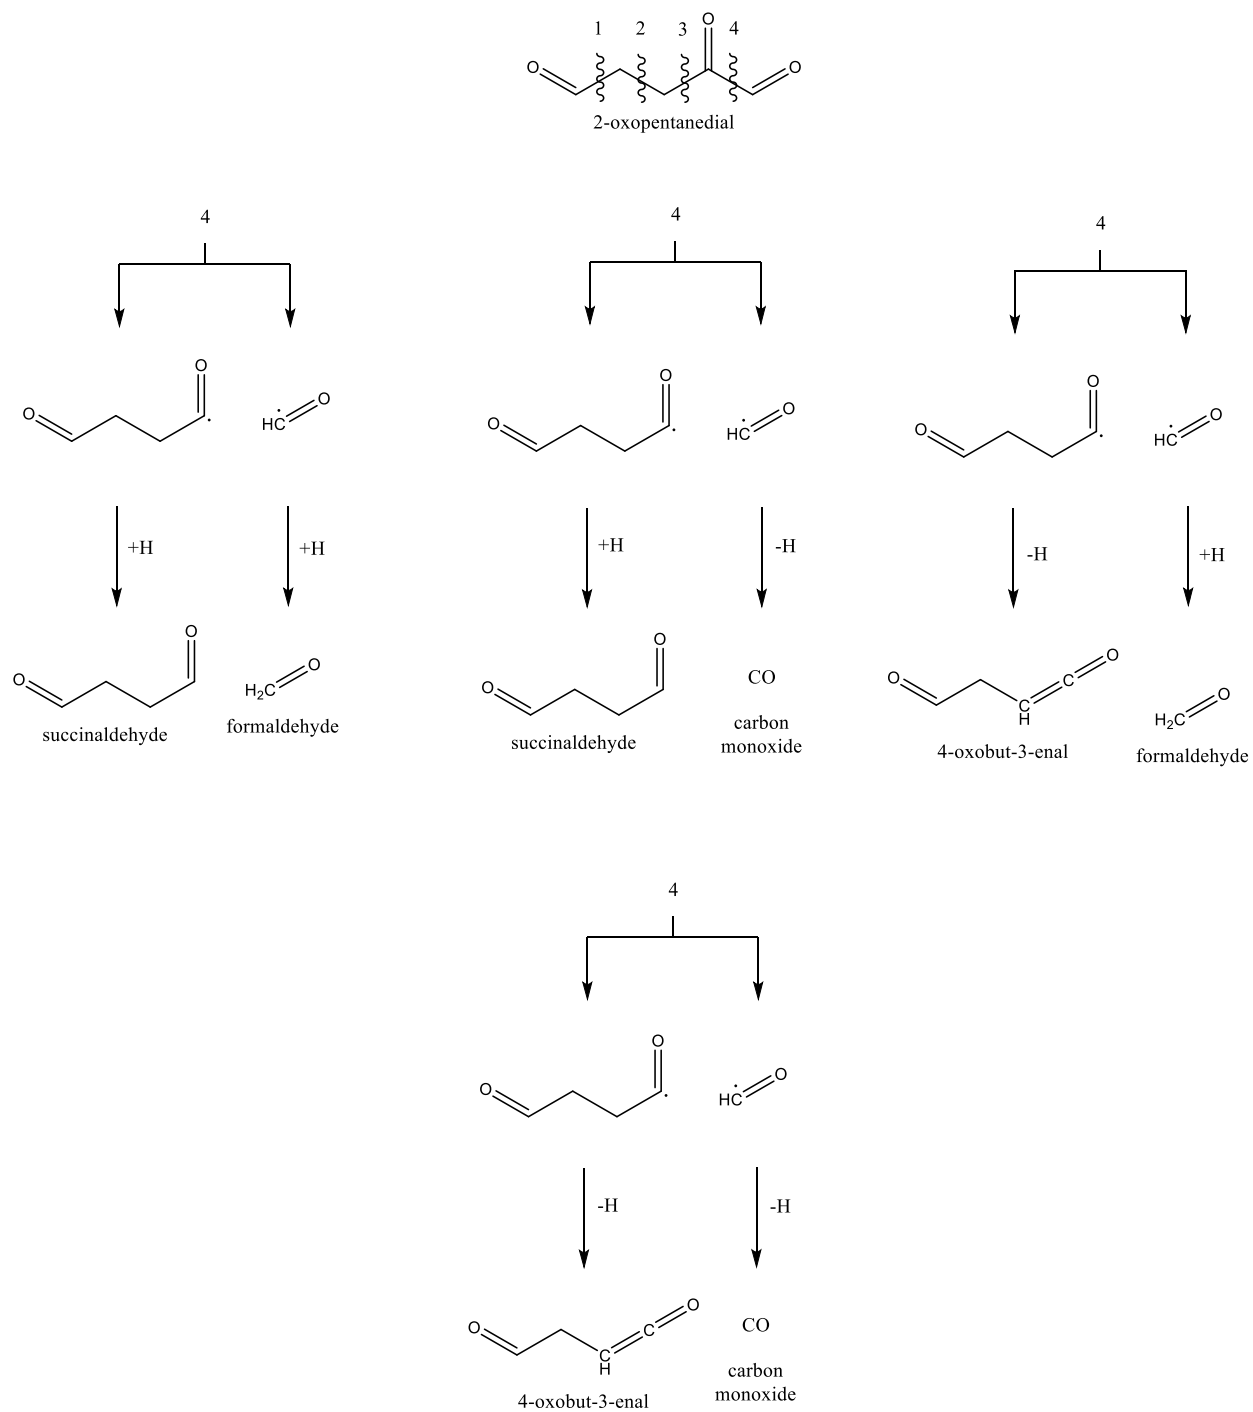 1 2 3 O 4
O O
2-oxopentanedial
4 4 4
O O HC O
O O HC O
O O HC O
+H +H +H -H -H +H
O O H2C O
succinaldehyde formaldehyde
O O CO
succinaldehyde carbon
monoxide
O C H C O H2C O
4-oxobut-3-enal formaldehyde
4
O O HC O
-H -H
O C H C O CO
4-oxobut-3-enal carbon
monoxide